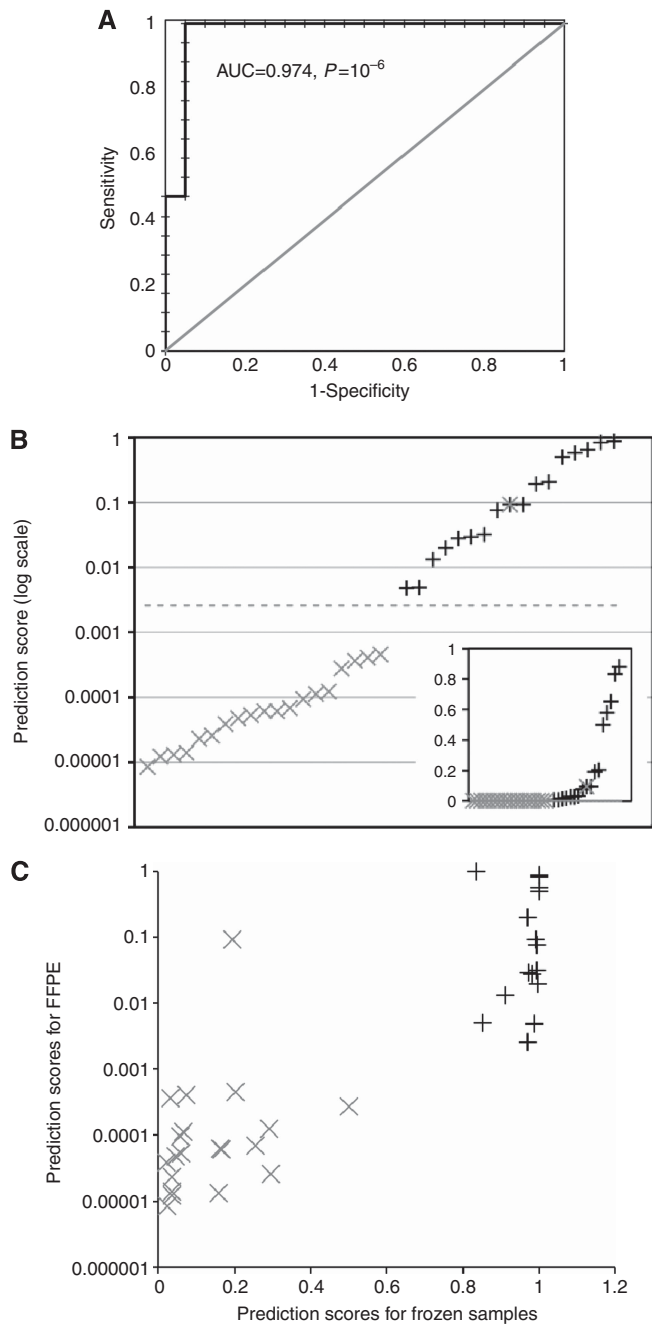 A
1
0.8
0.6
0.4
0.2
0
Sensitivity
AUC=0.974, P=10⁻⁶
0 0.2 0.4 0.6 0.8 1
1-Specificity
B
1
0.1
0.01
0.001
0.0001
0.00001
0.000001
Prediction score (log scale)
1
0.8
0.6
0.4
0.2
0
C
1
0.1
0.01
0.001
0.0001
0.00001
0.000001
Prediction scores for FFPE
0 0.2 0.4 0.6 0.8 1 1.2
Prediction scores for frozen samples